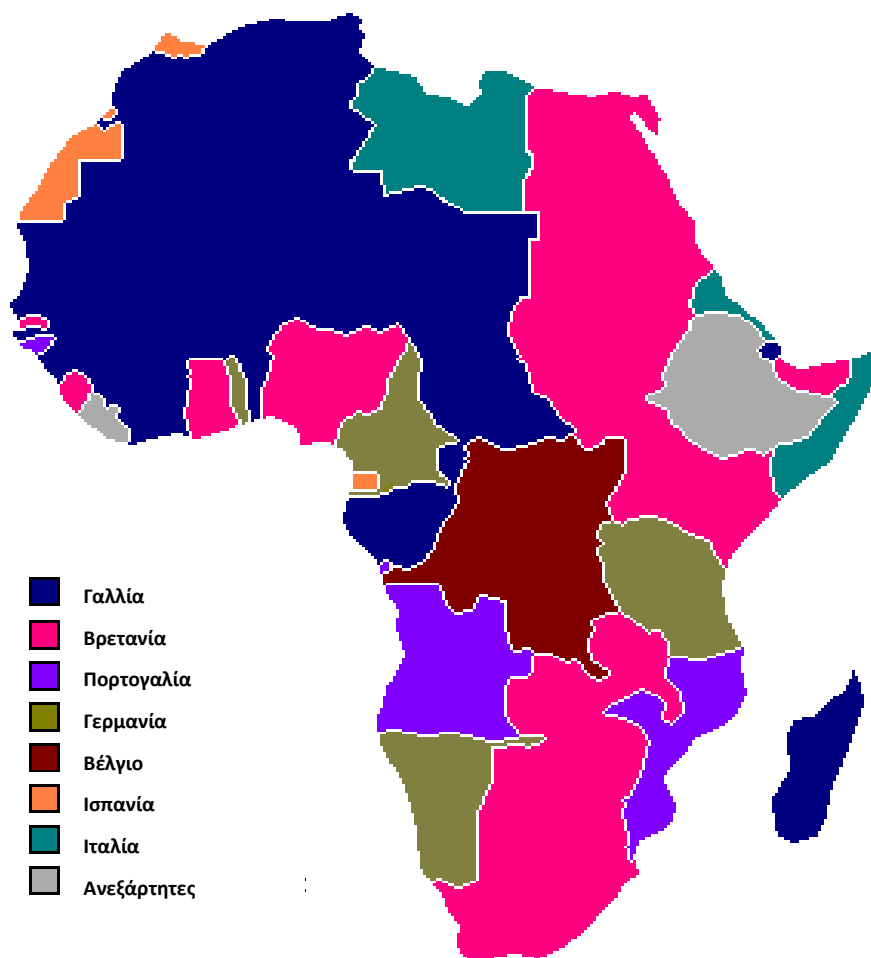 Γαλλία
Βρετανία
Πορτογαλία
Γερμανία
Βέλγιο
Ισπανία
Ιταλία
Ανεξάρτητες